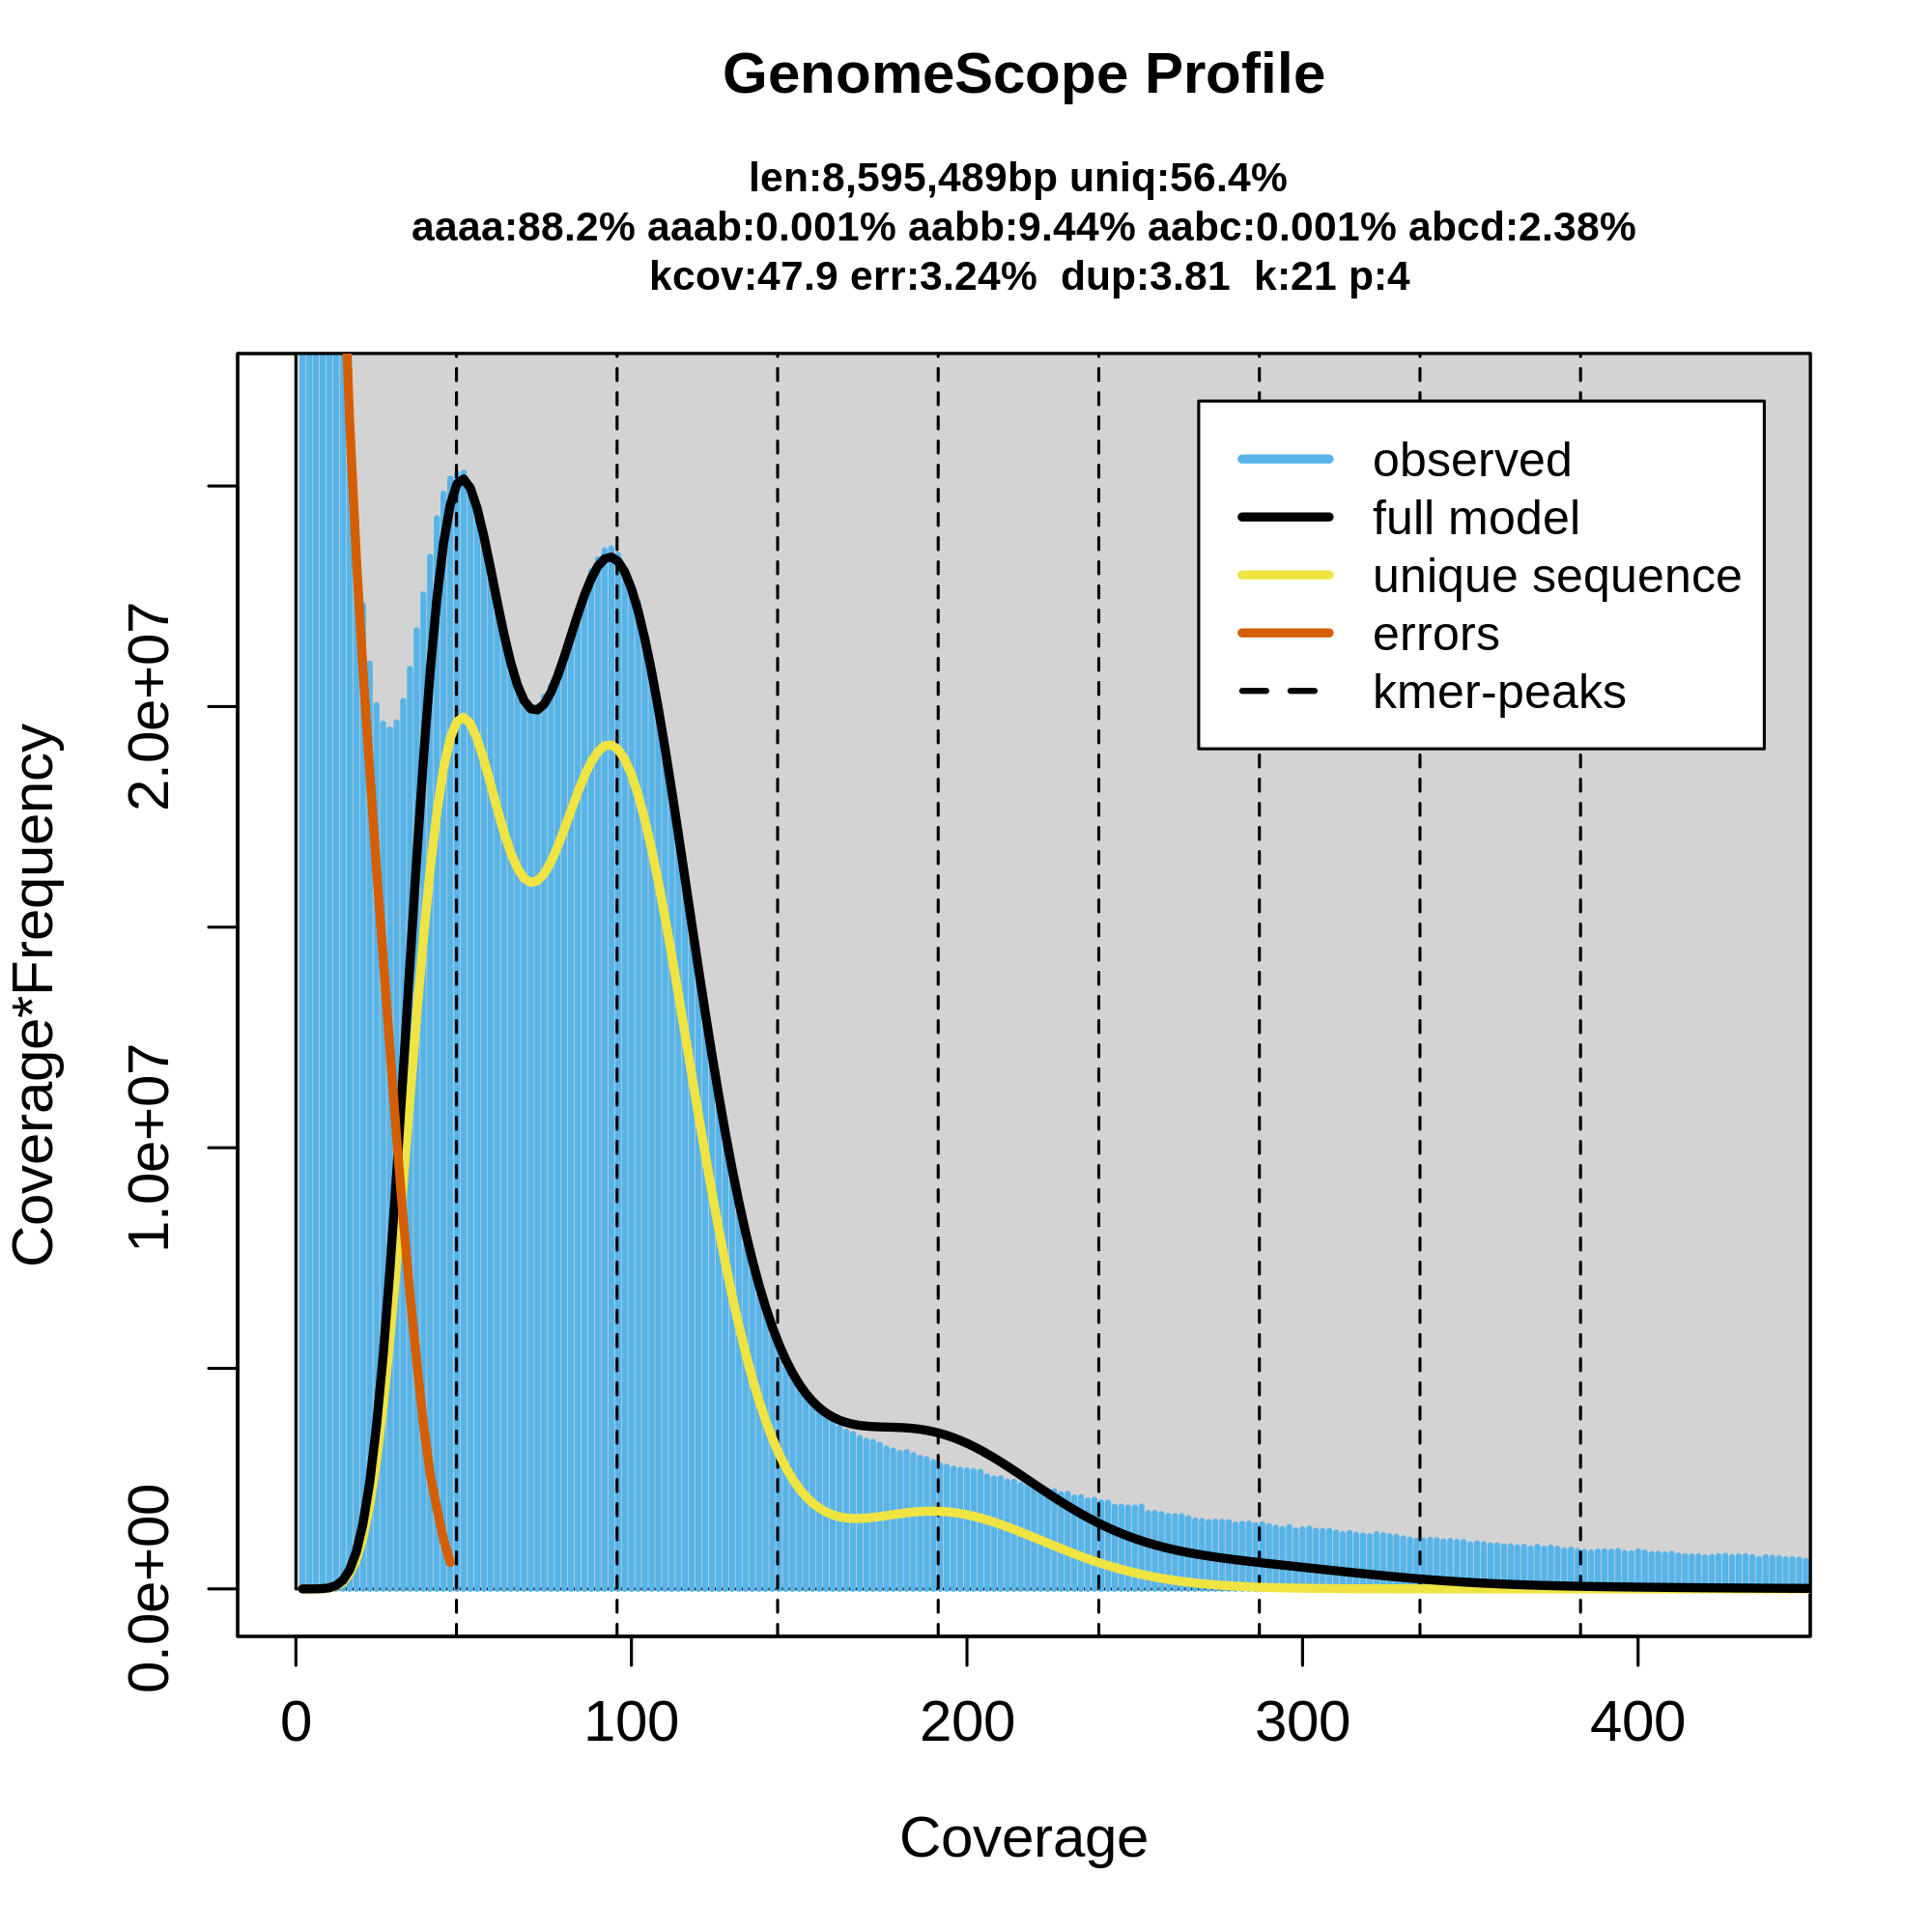 GenomeScope Profile
len:8,595,489bp uniq:56.4%
aaaa:88.2% aaab:0.001% aabb:9.44% aabc:0.001% abcd:2.38%
kcov:47.9 err:3.24%  dup:3.81  k:21 p:4
observed
full model
unique sequence
errors
kmer-peaks
Coverage*Frequency
2.0e+07
1.0e+07
0.0e+00
0 100 200 300 400
Coverage